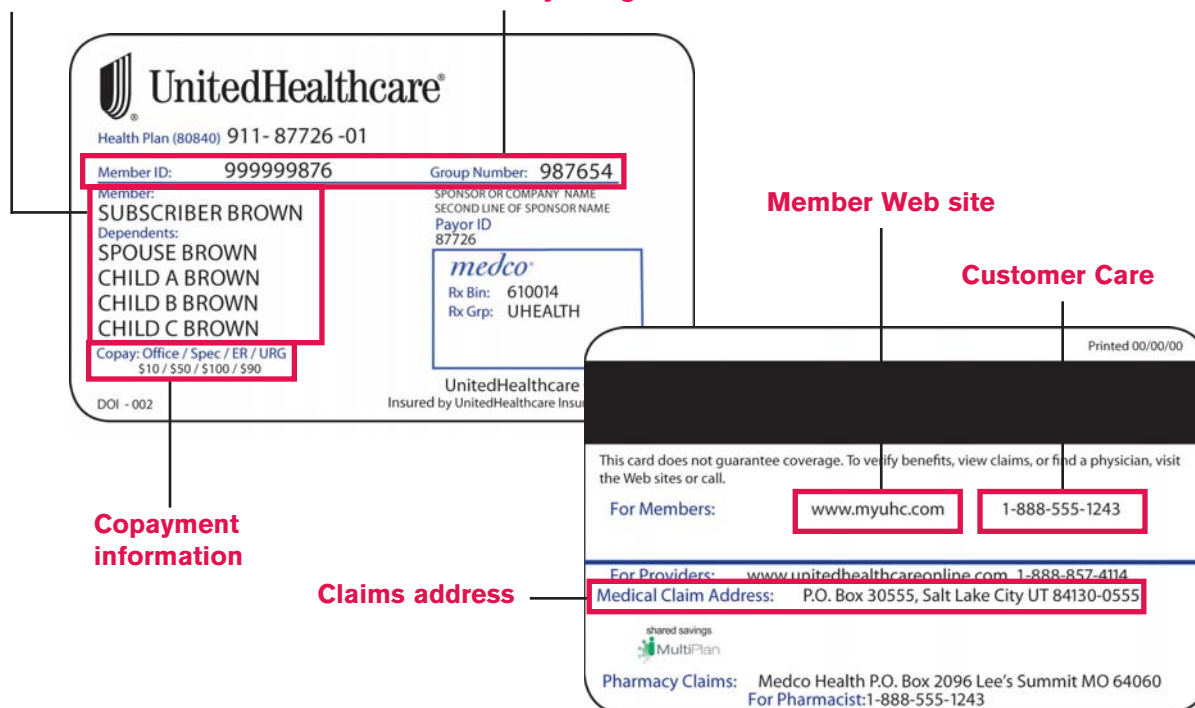 UnitedHealthcare®
Health Plan (80840) 911- 87726 -01
Member ID: 999999876 Group Number: 987654
Member:
SUBSCRIBER BROWN
Dependents:
SPOUSE BROWN
CHILD A BROWN
CHILD B BROWN
CHILD C BROWN
Copay: Office / Spec / ER / URG
$10 / $50 / $100 / $90
DOI - 002
SPONSOR OR COMPANY NAME
SECOND LINE OF SPONSOR NAME
Payor ID
87726
medco
Rx Bin: 610014
Rx Grp: UHEALTH
UnitedHealthcare
Insured by UnitedHealthcare
Copayment
information
Member Web site
Customer Care
Printed 00/00/00
This card does not guarantee coverage. To verify benefits, view claims, or find a physician, visit
the Web sites or call.
For Members: www.myuhc.com 1-888-555-1243
For Providers: www.unitedhealthcareonline.com 1-888-857-4114
Claims address
Medical Claim Address: P.O. Box 30555, Salt Lake City UT 84130-0555
shared savings
MultiPlan
Pharmacy Claims: Medco Health P.O. Box 2096 Lee's Summit MO 64060
For Pharmacist:1-888-555-1243